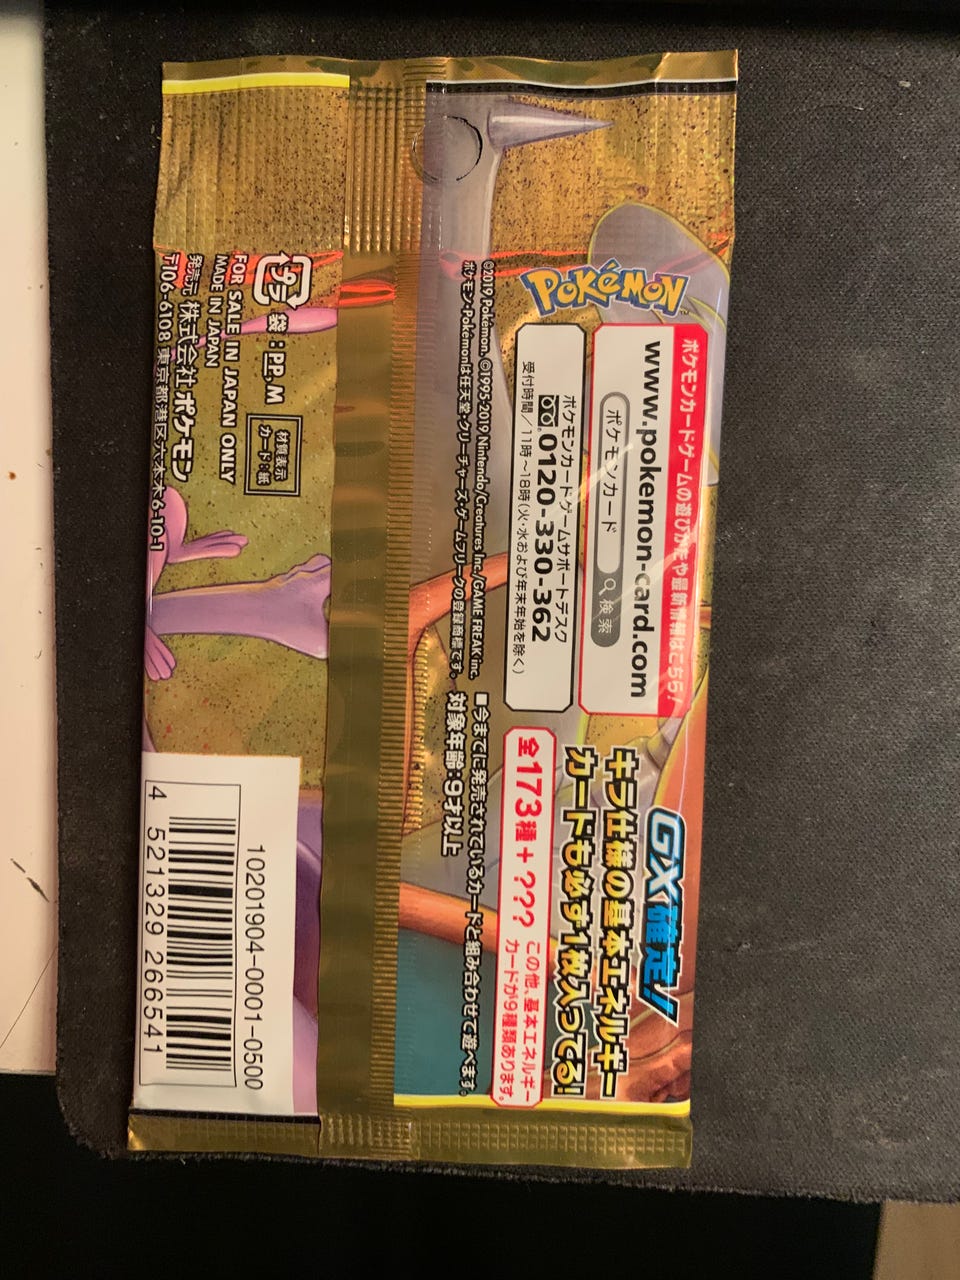 Pokémon
ポケモンカードゲームの遊びかたや最新情報はこちら!
www.pokemon-card.com
ポケモンカード 検索
ポケモンカードゲームサポートデスク
0120-330-362
受付時間/11時~18時(火・水および年末年始を除く)
GX確定!
キラ仕様の基本エネルギー
カードも必ず1枚入ってる!
全173種+???
この他、基本エネルギー
カードが9種類あります。
©2019 Pokémon. ©1995-2019 Nintendo/Creatures Inc./GAME FREAK inc.
ポケモン・Pokémonは任天堂・クリーチャーズ・ゲームフリークの登録商標です。
■今までに発売されているカードと組み合わせて遊べます。
対象年齢:9才以上
プラ
袋:PP,M
材質表示
カード:紙
FOR SALE IN JAPAN ONLY
MADE IN JAPAN
発売元 株式会社ポケモン
〒106-6108 東京都港区六本木6-10-1
10201904-0001-0500
4 521329 266541